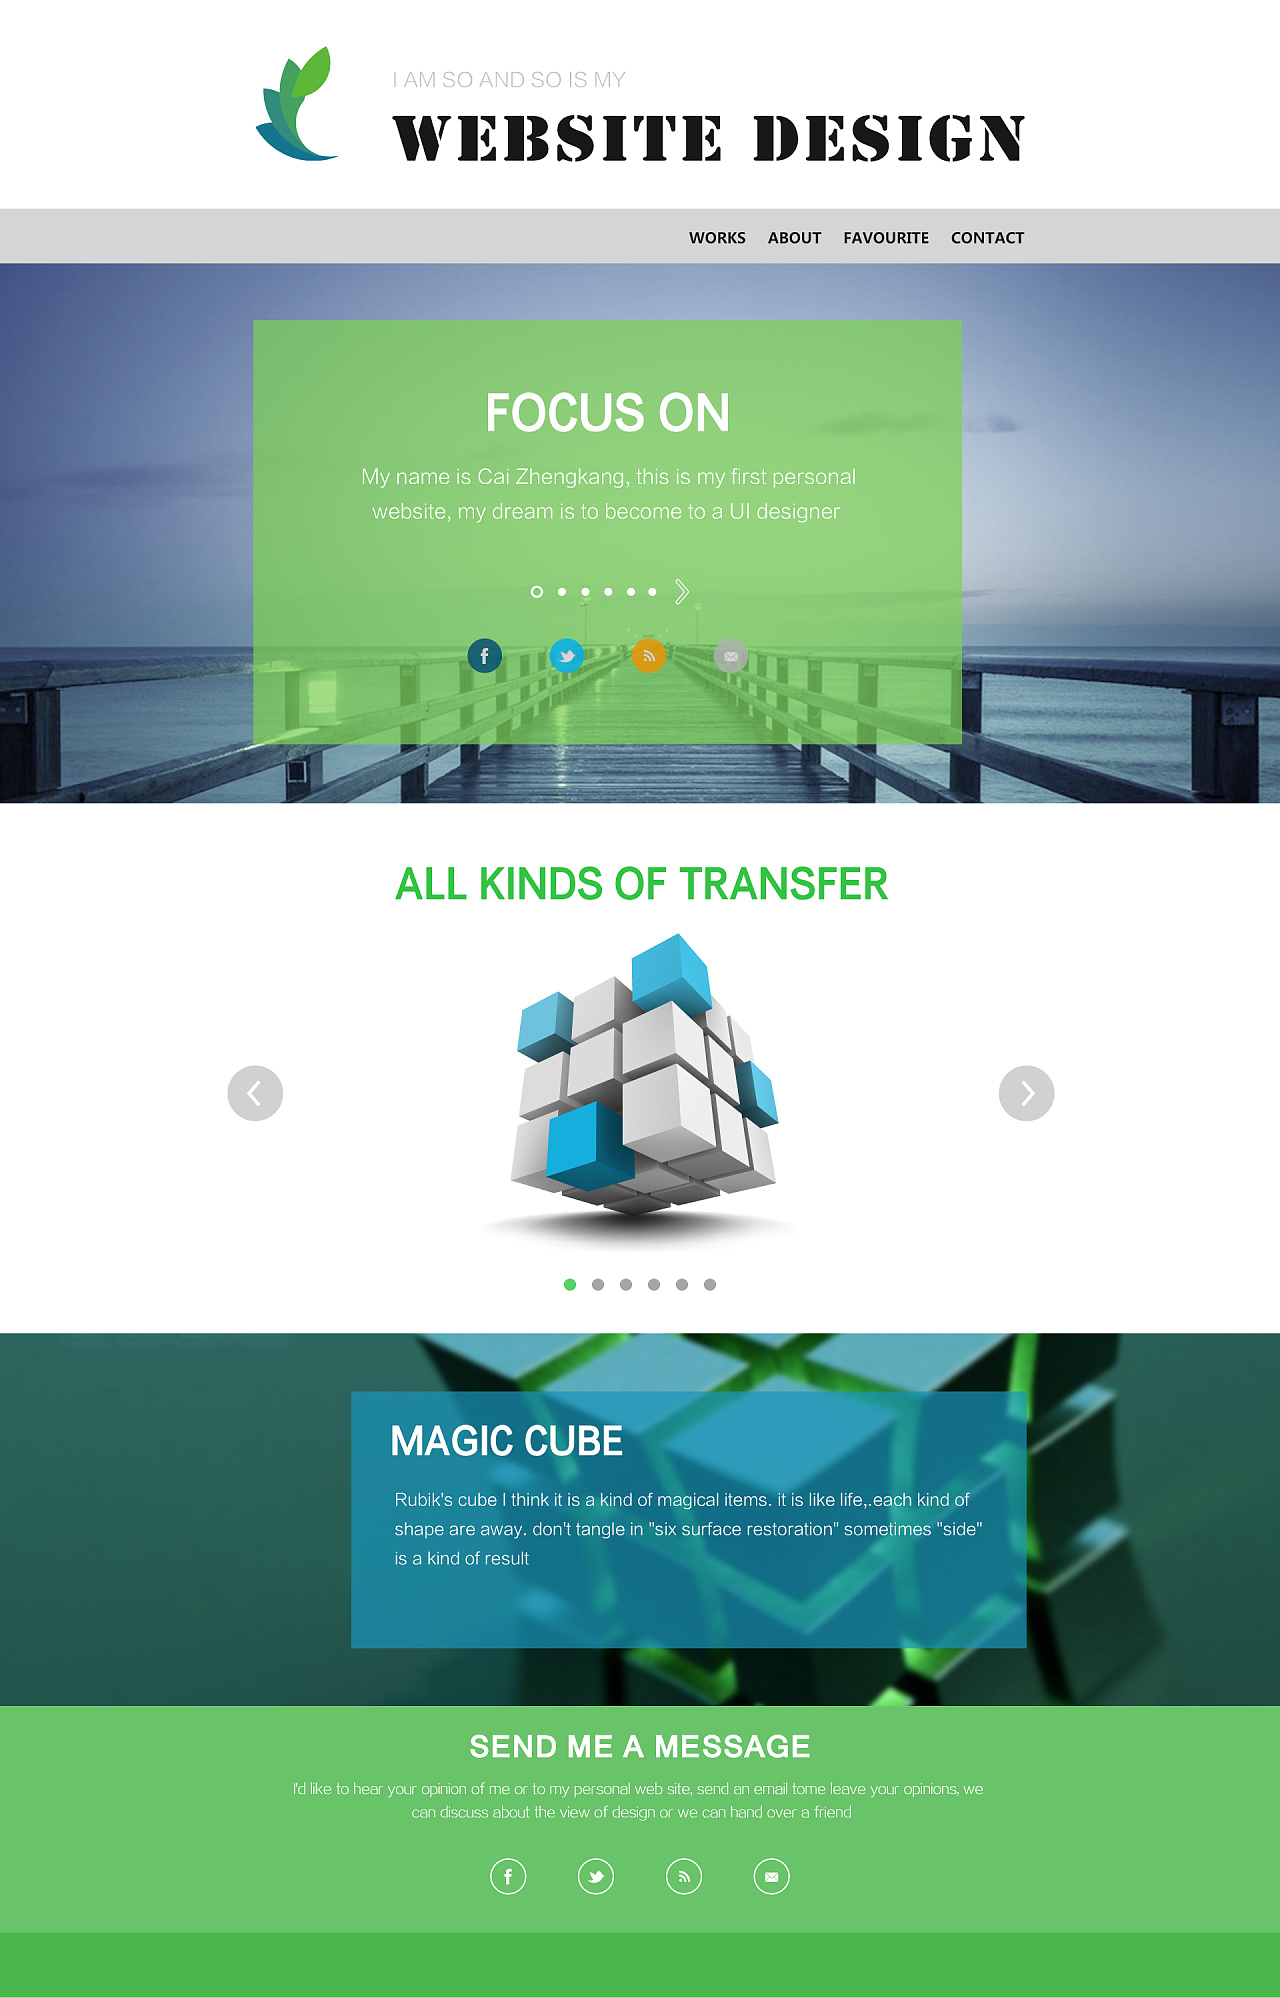 I AM SO AND SO IS MY
WEBSITE DESIGN
WORKS ABOUT FAVOURITE CONTACT
FOCUS ON
My name is Cai Zhengkang, this is my first personal
website, my dream is to become to a UI designer
ALL KINDS OF TRANSFER
MAGIC CUBE
Rubik's cube I think it is a kind of magical items. it is like life,.each kind of
shape are away. don't tangle in "six surface restoration" sometimes "side"
is a kind of result
SEND ME A MESSAGE
I'd like to hear your opinion of me or to my personal web site, send an email tome leave your opinions, we
can discuss about the view of design or we can hand over a friend